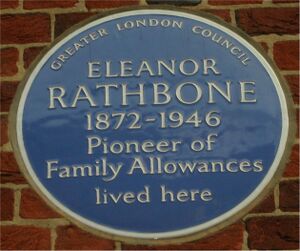 GREATER LONDON COUNCIL
ELEANOR
RATHBONE
1872-1946
Pioneer of
Family Allowances
lived here